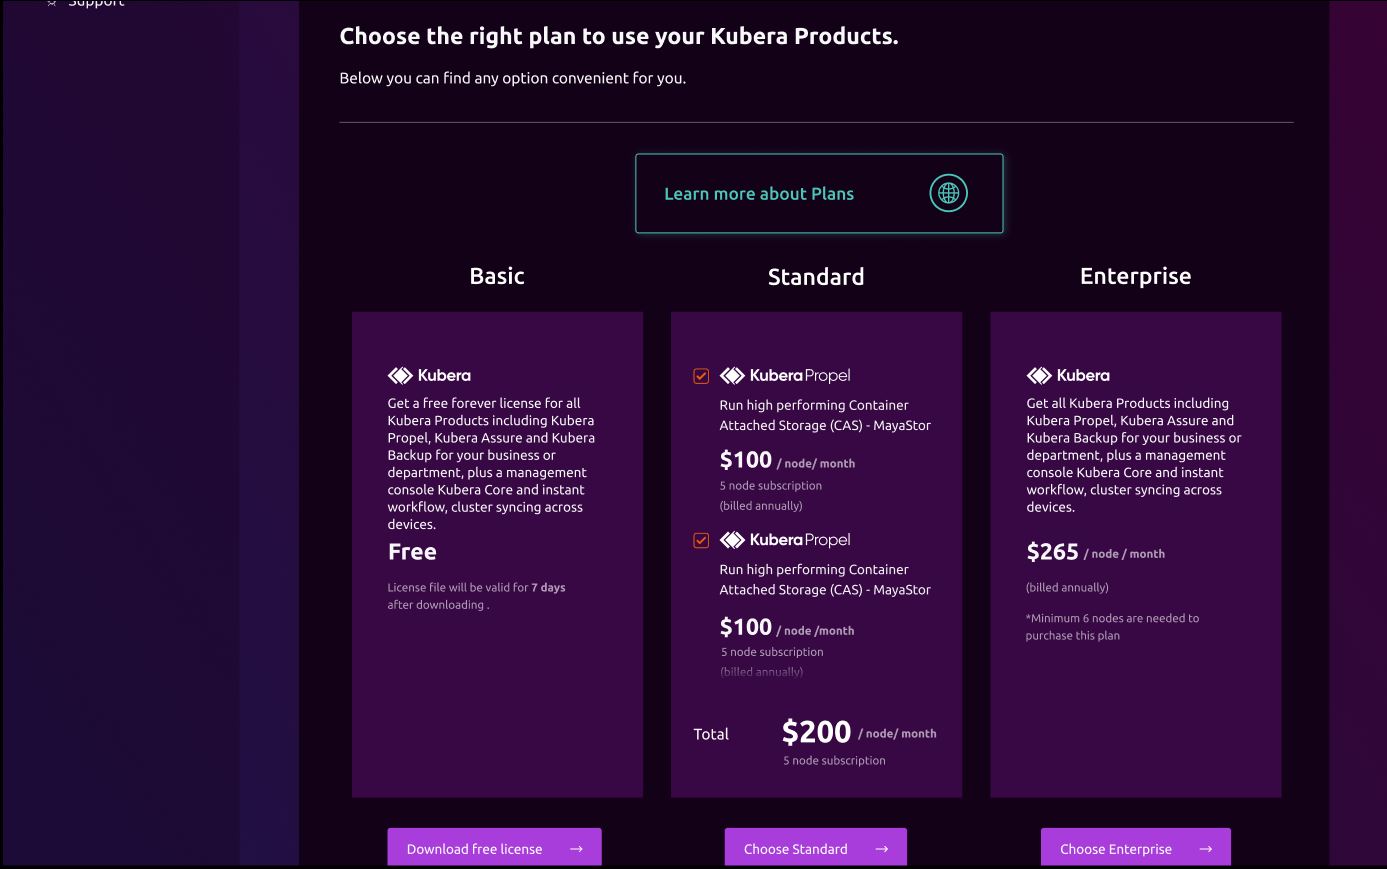 Support
Choose the right plan to use your Kubera Products.
Below you can find any option convenient for you.
Learn more about Plans
Basic
Kubera
Get a free forever license for all
Kubera Products including Kubera
Propel, Kubera Assure and Kubera
Backup for your business or
department, plus a management
console Kubera Core and instant
workflow, cluster syncing across
devices.
Free
License file will be valid for 7 days
after downloading .
Download free license
Standard
Kubera Propel
Run high performing Container
Attached Storage (CAS) - MayaStor
$100 / node/ month
5 node subscription
(billed annually)
Kubera Propel
Run high performing Container
Attached Storage (CAS) - MayaStor
$100 / node /month
5 node subscription
(billed annually)
Total $200 / node/ month
5 node subscription
Choose Standard
Enterprise
Kubera
Get all Kubera Products including
Kubera Propel, Kubera Assure and
Kubera Backup for your business or
department, plus a management
console Kubera Core and instant
workflow, cluster syncing across
devices.
$265 / node / month
(billed annually)
*Minimum 6 nodes are needed to
purchase this plan
Choose Enterprise